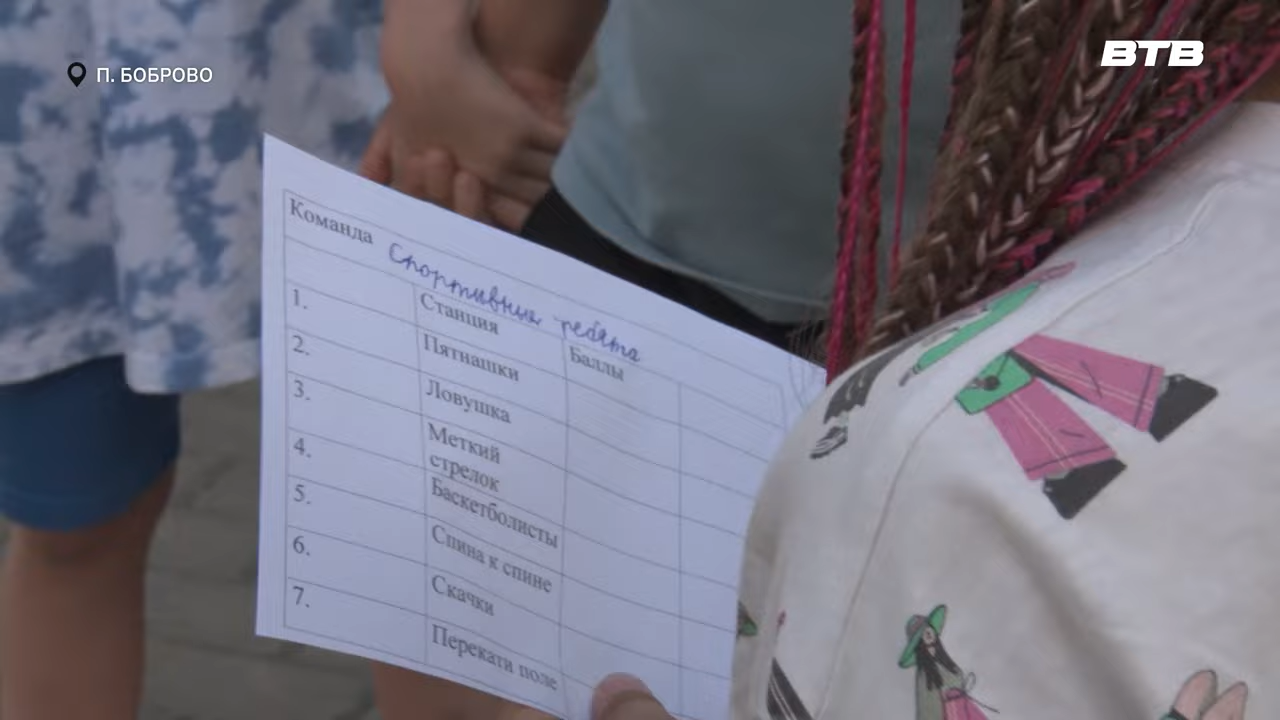 П. БОБРОВО
ВТВ
Команда Спортивные ребята
Станция Баллы
1. Пятнашки
2. Ловушка
3. Меткий
стрелок
4. Баскетболисты
5. Спина к спине
6. Скачки
7. Перекати поле